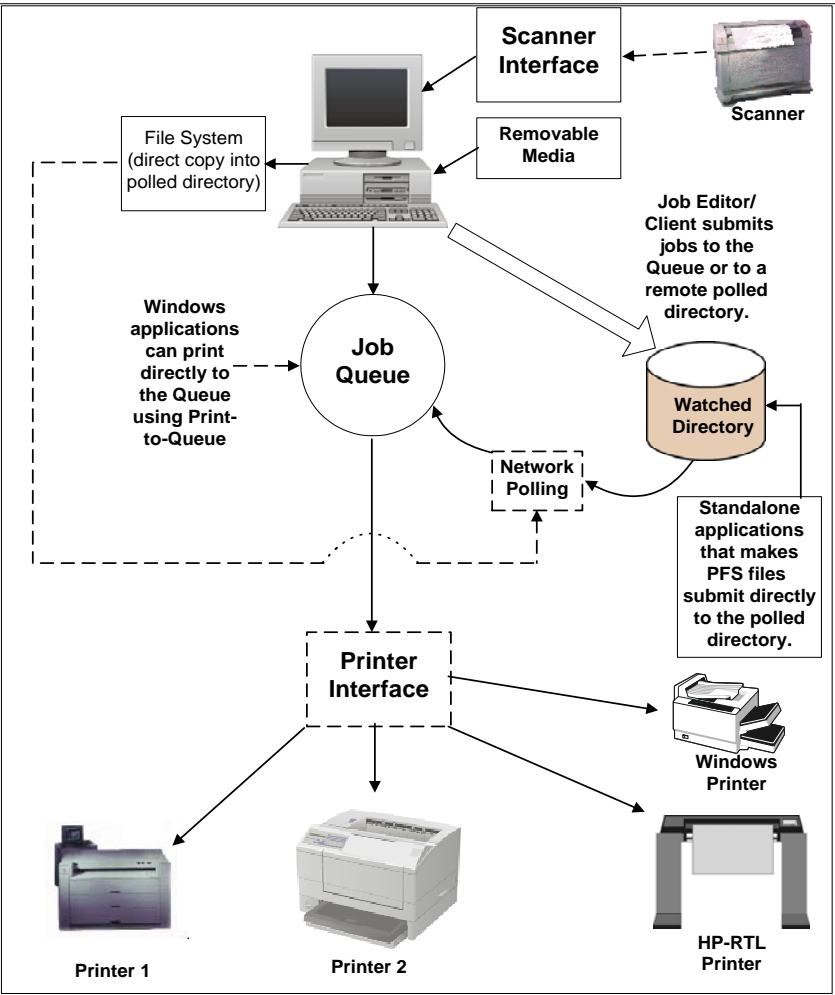 Scanner
Interface
Scanner
File System
(direct copy into
polled directory)
Removable
Media
Job Editor/
Client submits
jobs to the
Queue or to a
remote polled
directory.
Windows
applications
can print
directly to
the Queue
using Print-
to-Queue
Job
Queue
Watched
Directory
Network
Polling
Standalone
applications
that makes
PFS files
submit directly
to the polled
directory.
Printer
Interface
Windows
Printer
Printer 1
Printer 2
HP-RTL
Printer